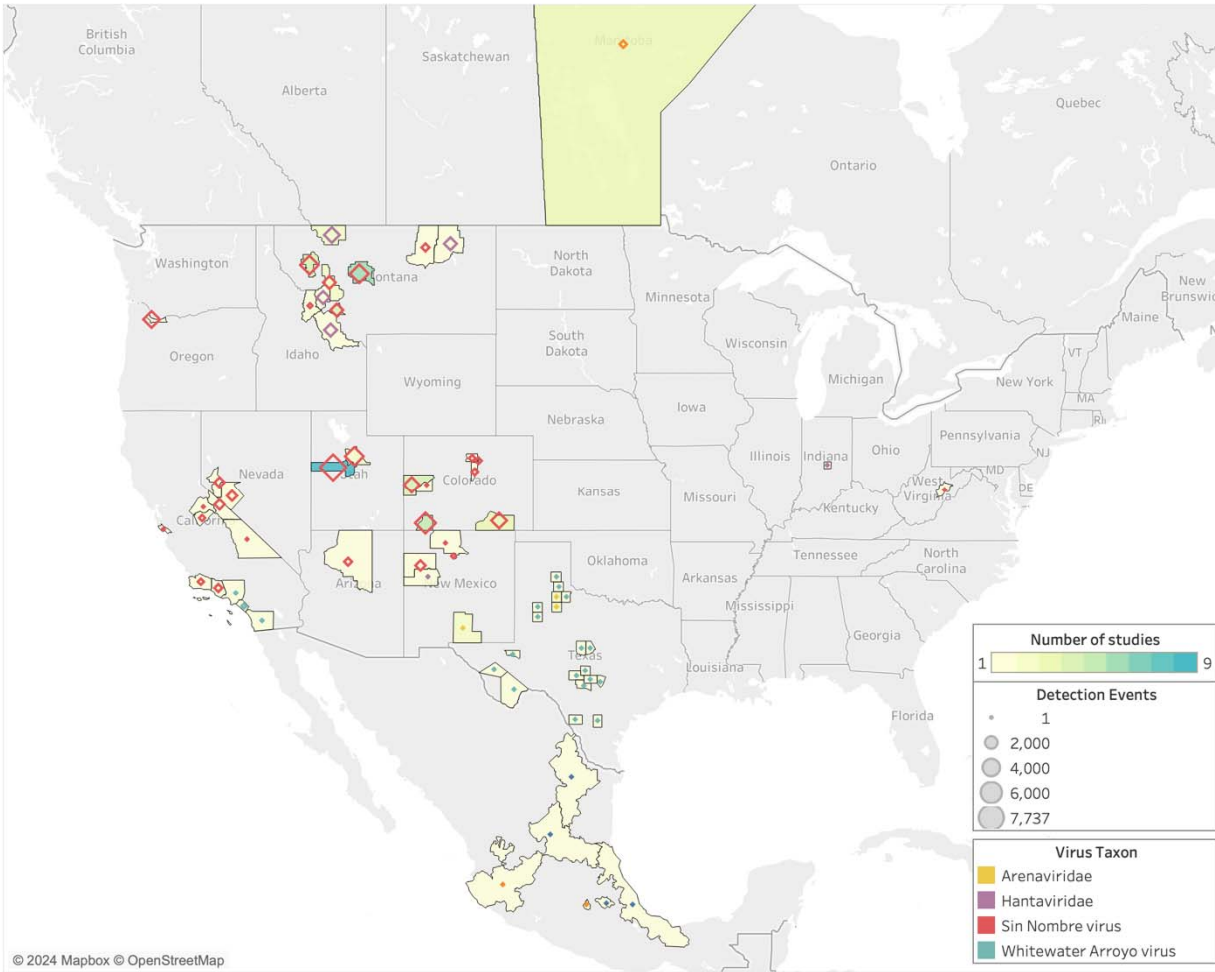 British
Columbia
Alberta
Saskatchewan
Manitoba
Ontario
Quebec
New
Brunswic
Maine
Washington
ontana
North
Dakota
Minnesota
Oregon
Idaho
South
Dakota
Wisconsin
VT
Wyoming
Michigan
New York
MA
RI
Iowa
Nebraska
Pennsylvania
NJ
Nevada
Utah
Colorado
Illinois
Indiana
Ohio
MD
DE
Kansas
Missouri
West
Virginia
Kentucky
Californ
Arizona
New Mexico
Oklahoma
Arkansas
Tennessee
North
Carolina
Mississippi
Georgia
Texas
Louisiana
Florida
Number of studies
1 9
Detection Events
1
2,000
4,000
6,000
7,737
Virus Taxon
Arenaviridae
Hantaviridae
Sin Nombre virus
Whitewater Arroyo virus
© 2024 Mapbox © OpenStreetMap